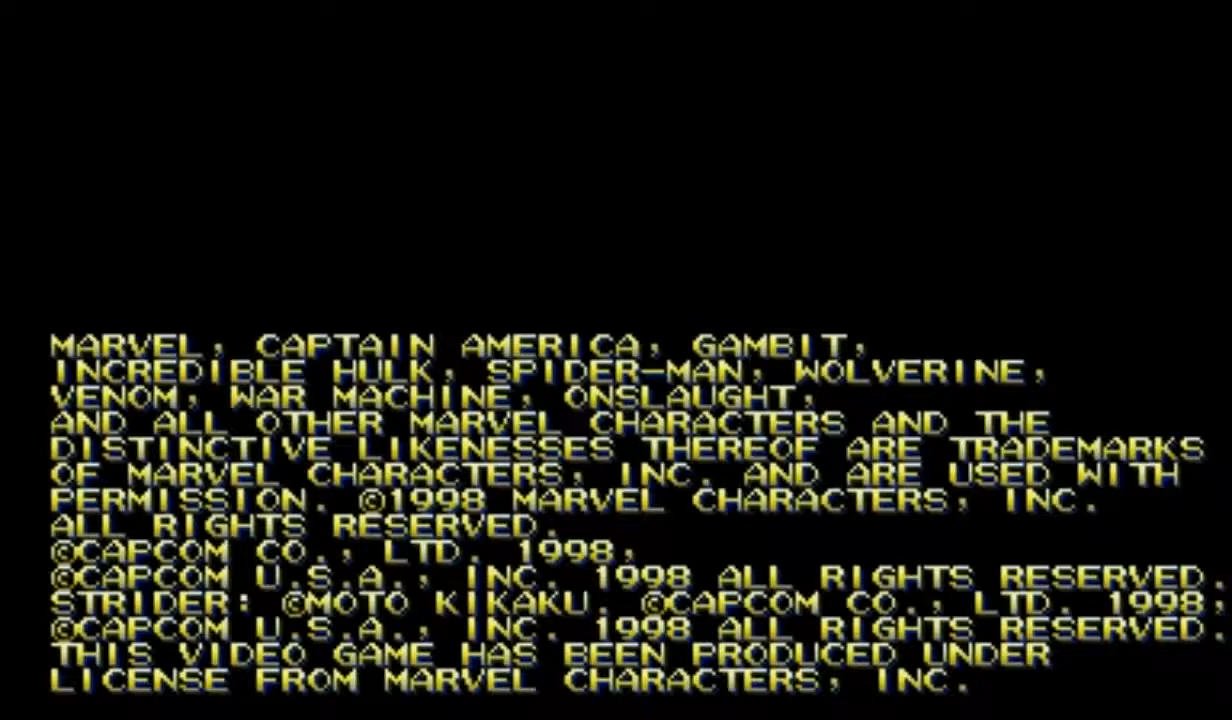 MARVEL, CAPTAIN AMERICA, GAMBIT,
INCREDIBLE HULK, SPIDER-MAN, WOLVERINE,
VENOM, WAR MACHINE, ONSLAUGHT,
AND ALL OTHER MARVEL CHARACTERS AND THE
DISTINCTIVE LIKENESSES THEREOF ARE TRADEMARKS
OF MARVEL CHARACTERS, INC. AND ARE USED WITH
PERMISSION. ©1998 MARVEL CHARACTERS, INC.
ALL RIGHTS RESERVED.
©CAPCOM CO., LTD. 1998,
©CAPCOM U.S.A., INC. 1998 ALL RIGHTS RESERVED.
STRIDER: ©MOTO KIKAKU. ©CAPCOM CO., LTD. 1998,
©CAPCOM U.S.A., INC. 1998 ALL RIGHTS RESERVED.
THIS VIDEO GAME HAS BEEN PRODUCED UNDER
LICENSE FROM MARVEL CHARACTERS, INC.